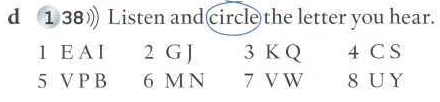 d 1 38))) Listen and circle the letter you hear.
1 E A I 2 G J 3 K Q 4 C S
5 V P B 6 M N 7 V W 8 U Y